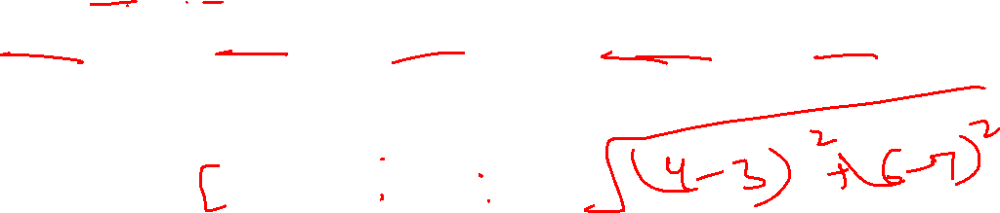 [ : : √((4-3)²+(6-7)²)